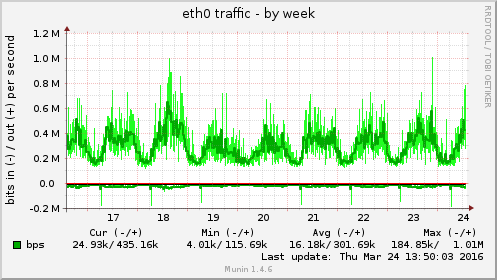 eth0 traffic - by week
RRDTOOL / TOBI OETIKER
bits in (-) / out (+) per second
1.2 M
1.0 M
0.8 M
0.6 M
0.4 M
0.2 M
0.0
-0.2 M
17 18 19 20 21 22 23 24
Cur (-/+) Min (-/+) Avg (-/+) Max (-/+)
bps 24.93k/435.16k 4.01k/115.69k 16.18k/301.69k 184.85k/ 1.01M
Last update: Thu Mar 24 13:50:03 2016
Munin 1.4.6